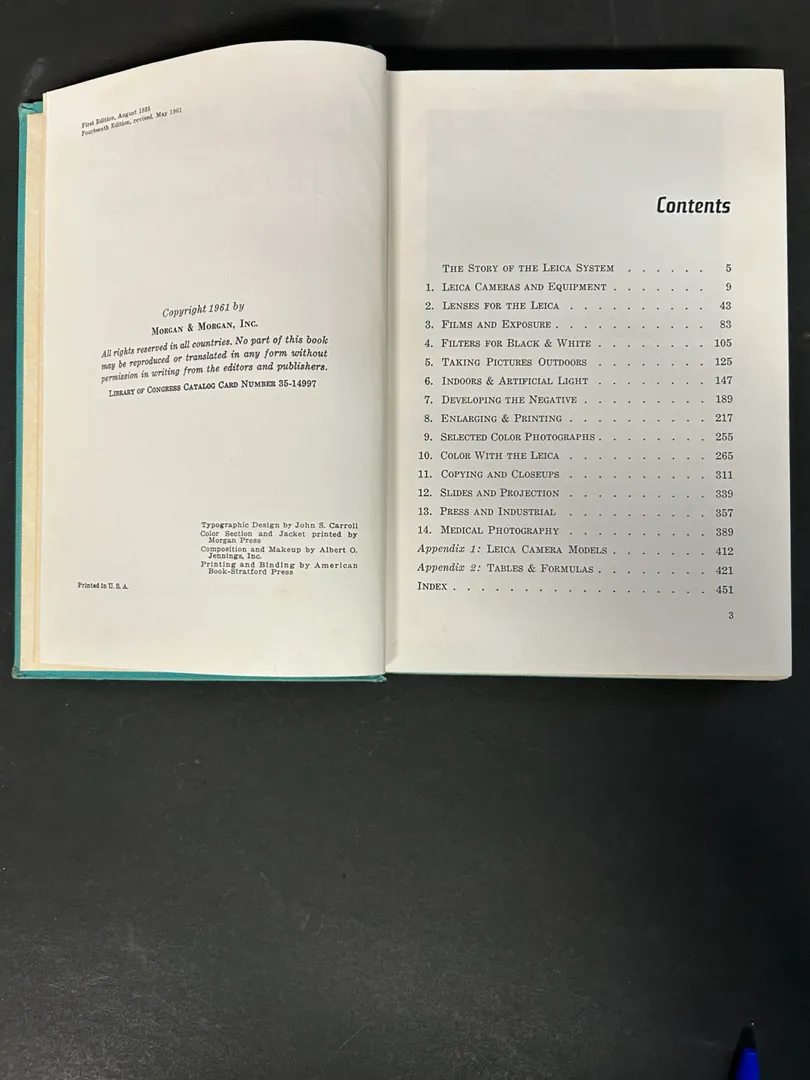 First Edition, August 1935
Fourteenth Edition, revised, May 1961
Copyright 1961 by
Morgan & Morgan, Inc.
All rights reserved in all countries. No part of this book
may be reproduced or translated in any form without
permission in writing from the editors and publishers.
Library of Congress Catalog Card Number 35-14997
Typographic Design by John S. Carroll
Color Section and Jacket printed by
Morgan Press
Composition and Makeup by Albert O.
Jennings, Inc.
Printing and Binding by American
Book-Stratford Press
Printed in U. S. A.
Contents
The Story of the Leica System . . . . . . 5
1. Leica Cameras and Equipment . . . . . . . 9
2. Lenses for the Leica . . . . . . . . . . 43
3. Films and Exposure . . . . . . . . . . . 83
4. Filters for Black & White . . . . . . . . 105
5. Taking Pictures Outdoors . . . . . . . . 125
6. Indoors & Artificial Light . . . . . . . . 147
7. Developing the Negative . . . . . . . . . 189
8. Enlarging & Printing . . . . . . . . . . 217
9. Selected Color Photographs . . . . . . . . 255
10. Color With the Leica . . . . . . . . . . 265
11. Copying and Closeups . . . . . . . . . . 311
12. Slides and Projection . . . . . . . . . . 339
13. Press and Industrial . . . . . . . . . . 357
14. Medical Photography . . . . . . . . . . 389
Appendix 1: Leica Camera Models . . . . . . . 412
Appendix 2: Tables & Formulas . . . . . . . . 421
Index . . . . . . . . . . . . . . . . . . 451
3